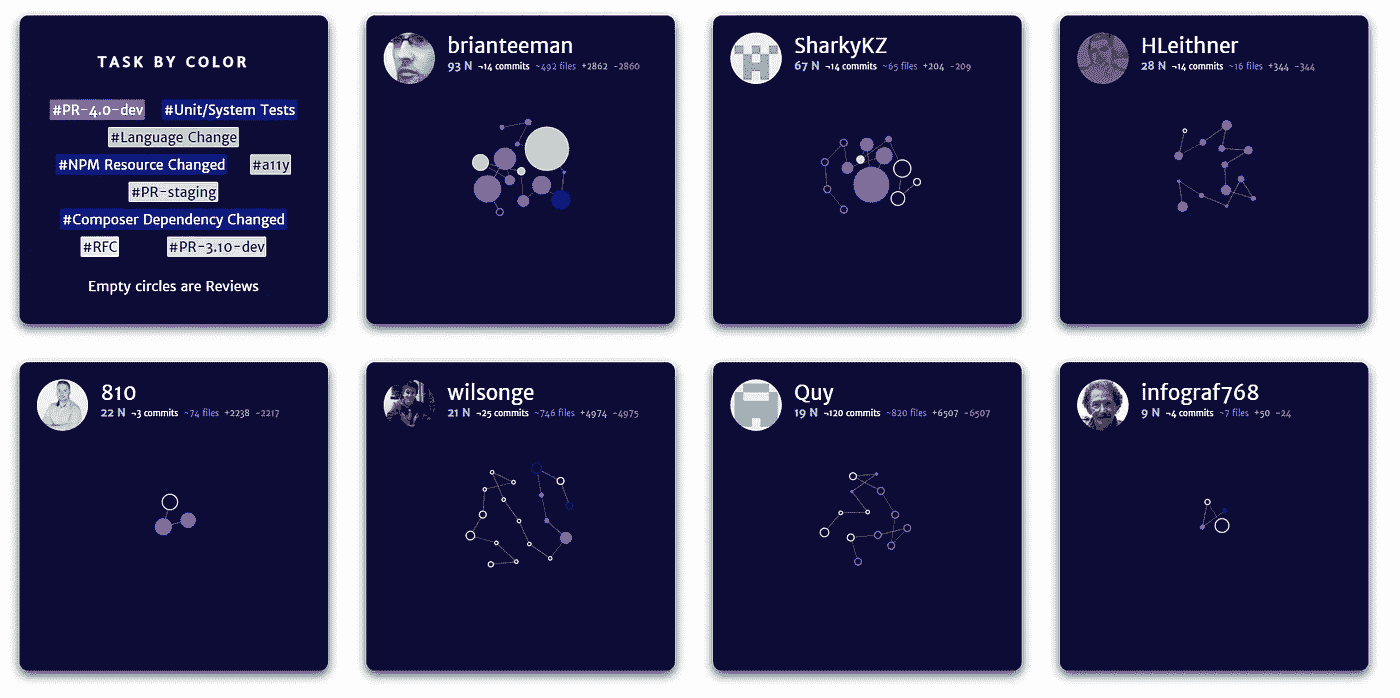 TASK BY COLOR
#PR-4.0-dev #Unit/System Tests
#Language Change
#NPM Resource Changed #a11y
#PR-staging
#Composer Dependency Changed
#RFC #PR-3.10-dev
Empty circles are Reviews
brianteeman
93 N ¬14 commits ~492 files +2862 -2860
SharkyKZ
67 N ¬14 commits ~65 files +204 -209
HLeithner
28 N ¬14 commits ~16 files +344 -344
810
22 N ¬3 commits ~74 files +2238 -2217
wilsonge
21 N ¬25 commits ~746 files +4974 -4975
Quy
19 N ¬120 commits ~820 files +6507 -6507
infograf768
9 N ¬4 commits ~7 files +50 -24